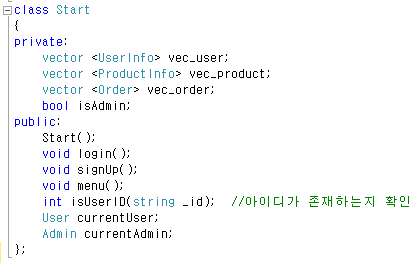 class Start
{
private:
    vector <UserInfo> vec_user;
    vector <ProductInfo> vec_product;
    vector <Order> vec_order;
    bool isAdmin;
public:
    Start();
    void login();
    void signUp();
    void menu();
    int isUserID(string _id);  //아이디가 존재하는지 확인
    User currentUser;
    Admin currentAdmin;
};